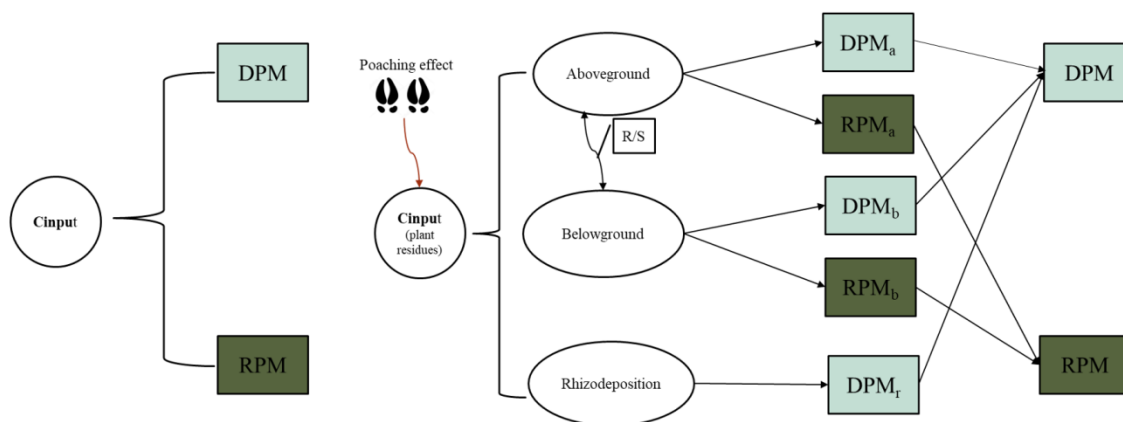 Cinput
DPM
RPM
Poaching effect
Cinput
(plant
residues)
Aboveground
R/S
Belowground
Rhizodeposition
DPMa
RPMa
DPMb
RPMb
DPMr
DPM
RPM